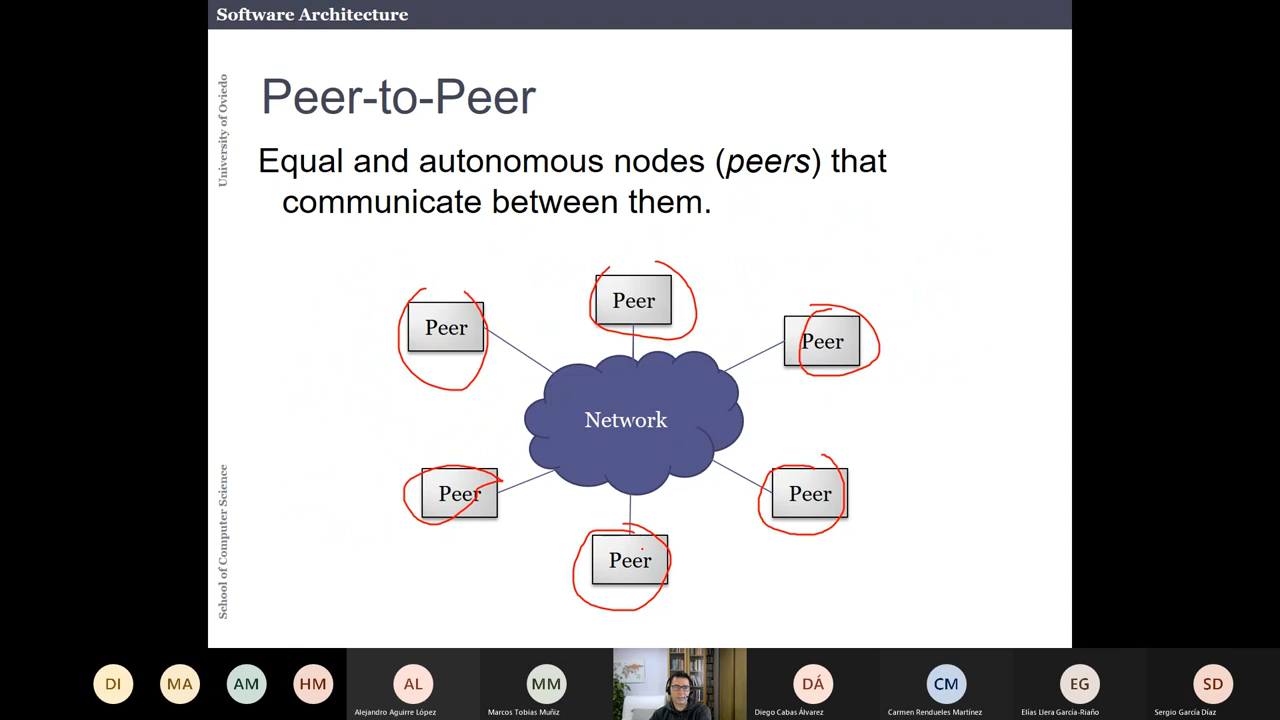 Software Architecture
University of Oviedo
Peer-to-Peer
Equal and autonomous nodes (peers) that
communicate between them.
Peer
Peer
Peer
Network
Peer
Peer
Peer
School of Computer Science
DI
MA
AM
HM
AL
MM
DÁ
CM
EG
SD
Alejandro Aguirre López
Marcos Tobias Muñiz
Diego Cabas Álvarez
Carmen Rendueles Martínez
Elías Llera García-Riaño
Sergio García Díaz